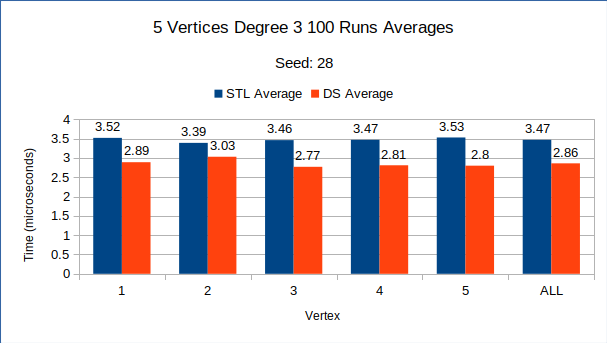 5 Vertices Degree 3 100 Runs Averages
Seed: 28
STL Average DS Average
Time (microseconds)
4
3.5
3
2.5
2
1.5
1
0.5
0
3.52 2.89 3.39 3.03 3.46 2.77 3.47 2.81 3.53 2.8 3.47 2.86
1 2 3 4 5 ALL
Vertex